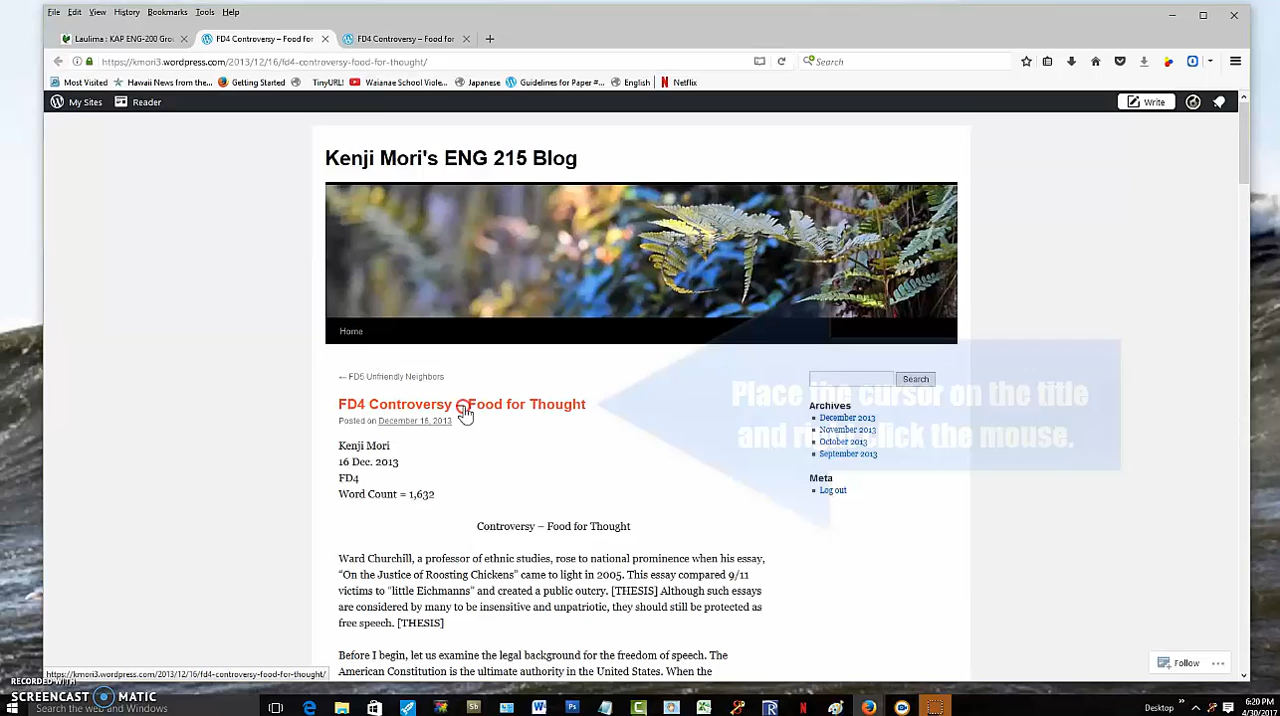 File Edit View History Bookmarks Tools Help
Laulima : KAP ENG-200 Gro
FD4 Controversy – Food for
FD4 Controversy – Food for
https://kmori3.wordpress.com/2013/12/16/fd4-controversy-food-for-thought/
Search
Most Visited
Hawaii News from the...
Getting Started
TinyURL!
Waianae School Viole...
Japanese
Guidelines for Paper #...
English
Netflix
My Sites
Reader
Write
Kenji Mori's ENG 215 Blog
Home
← FD5 Unfriendly Neighbors
Search
FD4 Controversy – Food for Thought
Posted on December 16, 2013
Place the cursor on the title
and right click the mouse.
Archives
December 2013
November 2013
October 2013
September 2013
Meta
Log out
Kenji Mori
16 Dec. 2013
FD4
Word Count = 1,632
Controversy – Food for Thought
Ward Churchill, a professor of ethnic studies, rose to national prominence when his essay,
“On the Justice of Roosting Chickens” came to light in 2005. This essay compared 9/11
victims to “little Eichmanns” and created a public outcry. [THESIS] Although such essays
are considered by many to be insensitive and unpatriotic, they should still be protected as
free speech. [THESIS]
Before I begin, let us examine the legal background for the freedom of speech. The
American Constitution is the ultimate authority in the United States. When the
Follow
https://kmori3.wordpress.com/2013/12/16/fd4-controversy-food-for-thought/
RECORDED WITH
SCREENCAST MATIC
Search the web and Windows
Desktop
6:20 PM
4/30/2017